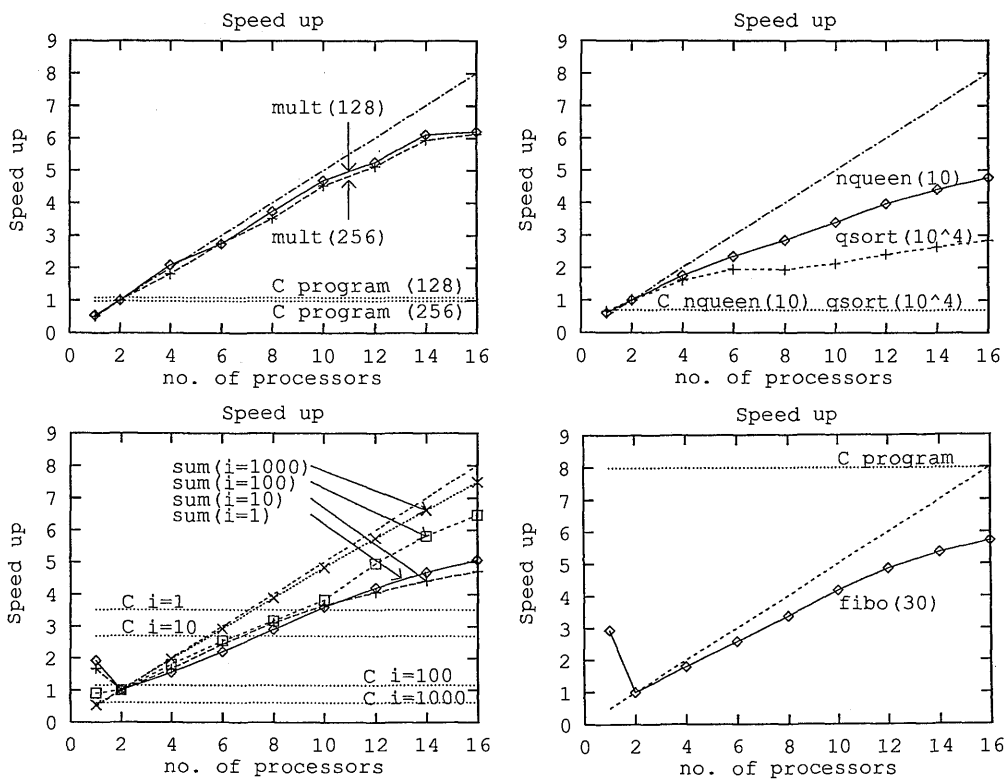 Speed up
9
8
7
6
5
4
3
2
1
0
Speed up
mult(128)
mult(256)
C program (128)
C program (256)
0 2 4 6 8 10 12 14 16
no. of processors
Speed up
9
8
7
6
5
4
3
2
1
0
Speed up
nqueen(10)
qsort(10^4)
C nqueen(10) qsort(10^4)
0 2 4 6 8 10 12 14 16
no. of processors
Speed up
9
8
7
6
5
4
3
2
1
0
Speed up
sum(i=1000)
sum(i=100)
sum(i=10)
sum(i=1)
C i=1
C i=10
C i=100
C i=1000
0 2 4 6 8 10 12 14 16
no. of processors
Speed up
9
8
7
6
5
4
3
2
1
0
Speed up
C program
fibo(30)
0 2 4 6 8 10 12 14 16
no. of processors